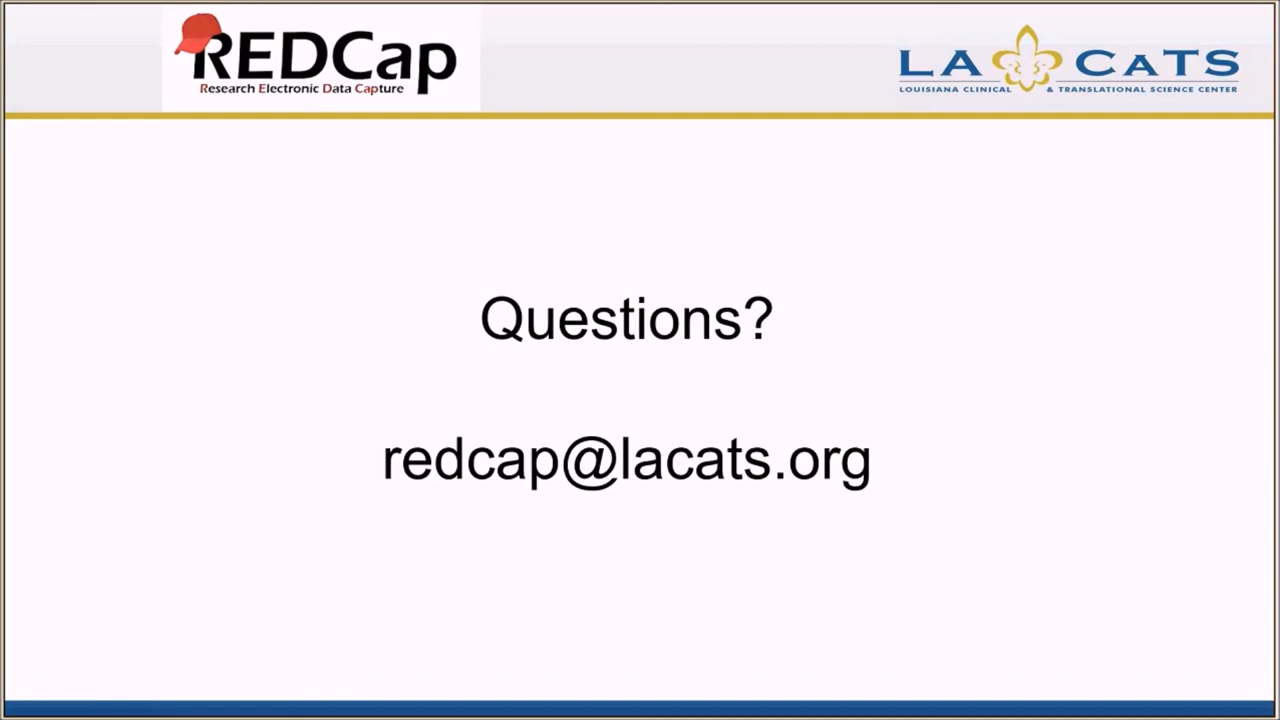 REDCap
Research Electronic Data Capture
LA CATS
LOUISIANA CLINICAL & TRANSLATIONAL SCIENCE CENTER
Questions?
redcap@lacats.org